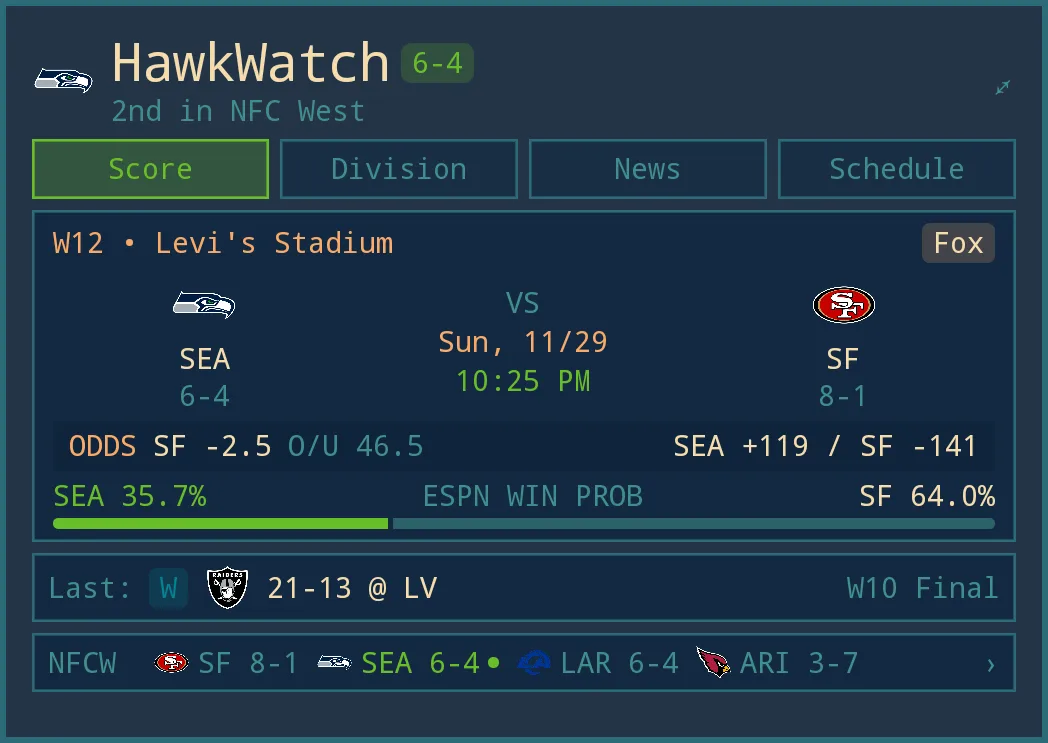 HawkWatch 6-4
2nd in NFC West
Score Division News Schedule
W12 • Levi's Stadium Fox
VS
Sun, 11/29
10:25 PM
SEA SF
6-4 8-1
ODDS SF -2.5 O/U 46.5 SEA +119 / SF -141
SEA 35.7% ESPN WIN PROB SF 64.0%
Last: W RAIDERS 21-13 @ LV W10 Final
NFCW SF 8-1 SEA 6-4 • LAR 6-4 ARI 3-7 ›